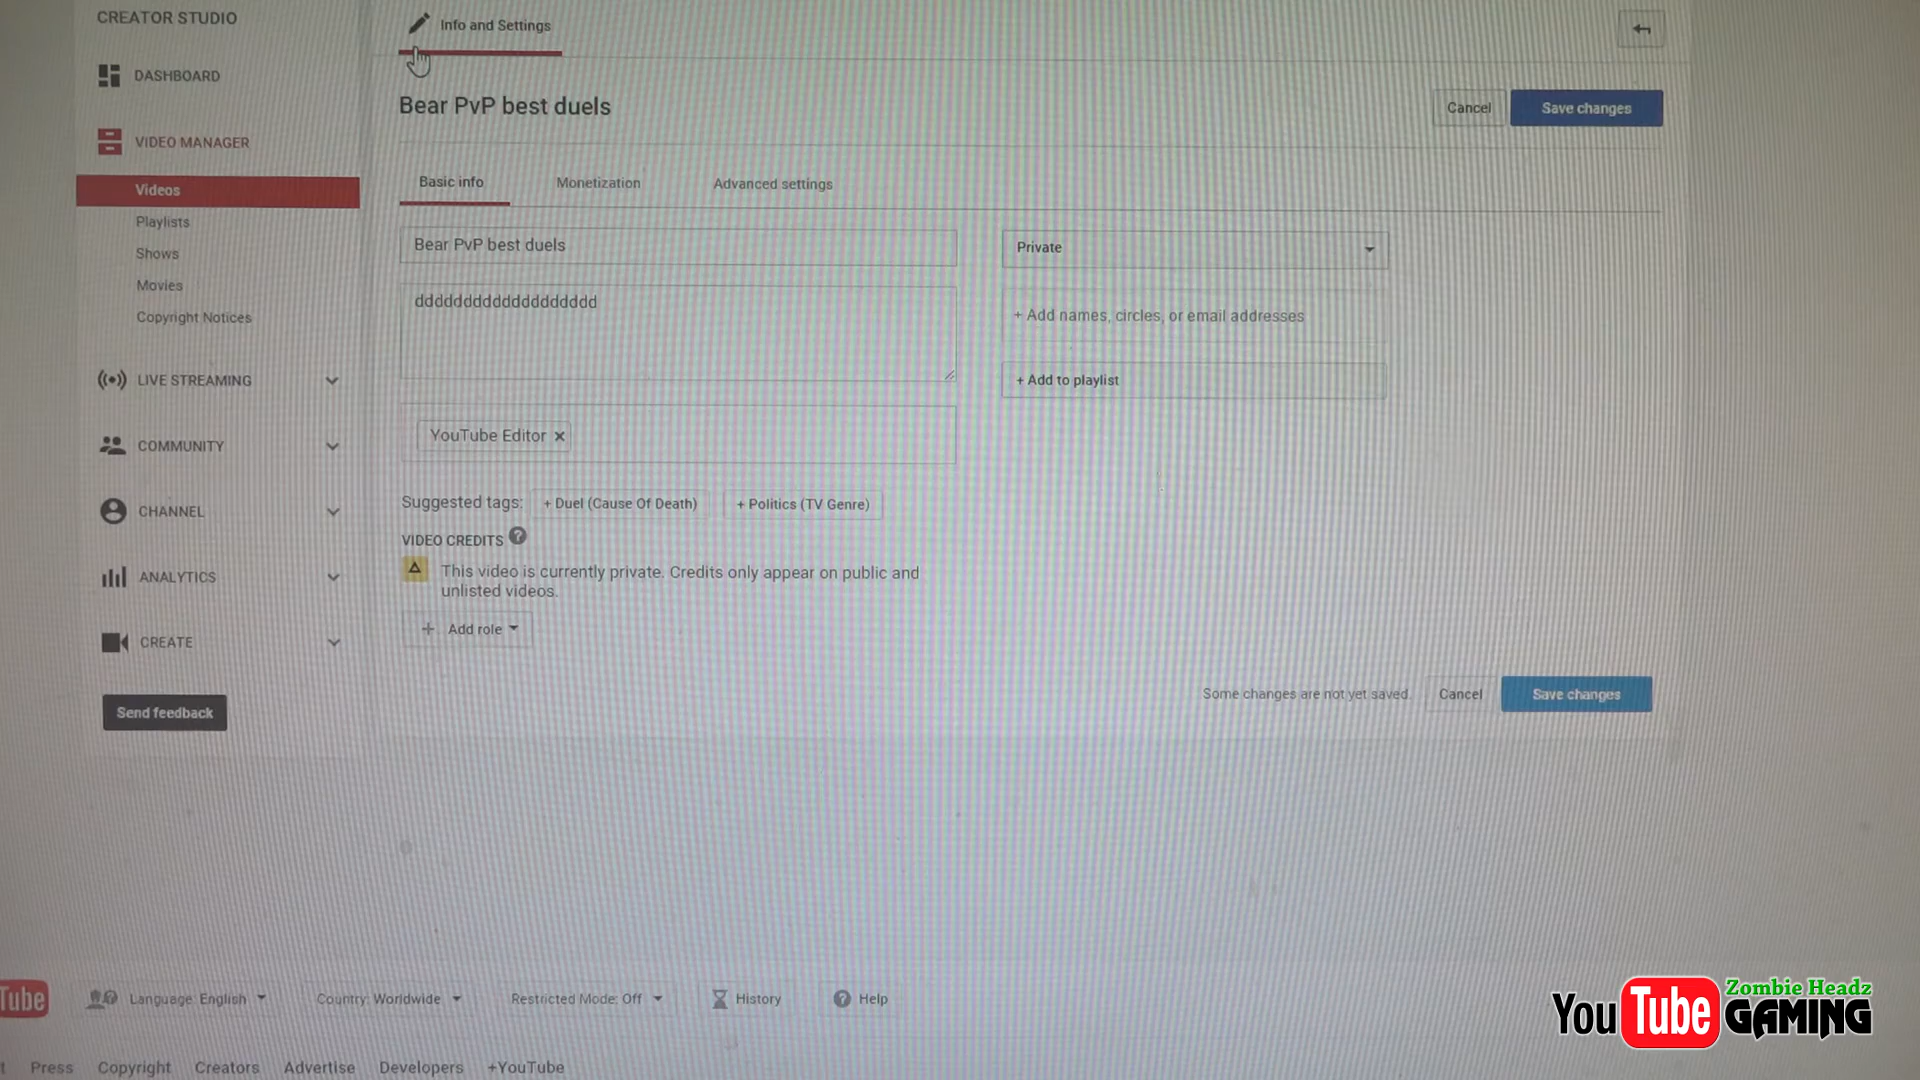 CREATOR STUDIO
Info and Settings
DASHBOARD
Bear PvP best duels
Cancel
Save changes
VIDEO MANAGER
Basic info
Monetization
Advanced settings
Videos
Playlists
Shows
Movies
Copyright Notices
Bear PvP best duels
Private
ddddddddddddddddddd
+ Add names, circles, or email addresses
+ Add to playlist
LIVE STREAMING
COMMUNITY
CHANNEL
ANALYTICS
CREATE
YouTube Editor ×
Suggested tags: + Duel (Cause Of Death) + Politics (TV Genre)
VIDEO CREDITS ?
This video is currently private. Credits only appear on public and
unlisted videos.
+ Add role
Some changes are not yet saved.
Cancel
Save changes
Send feedback
Tube
Language: English
Country: Worldwide
Restricted Mode: Off
History
? Help
Press
Copyright
Creators
Advertise
Developers
+YouTube
YouTube
Zombie Headz
GAMING